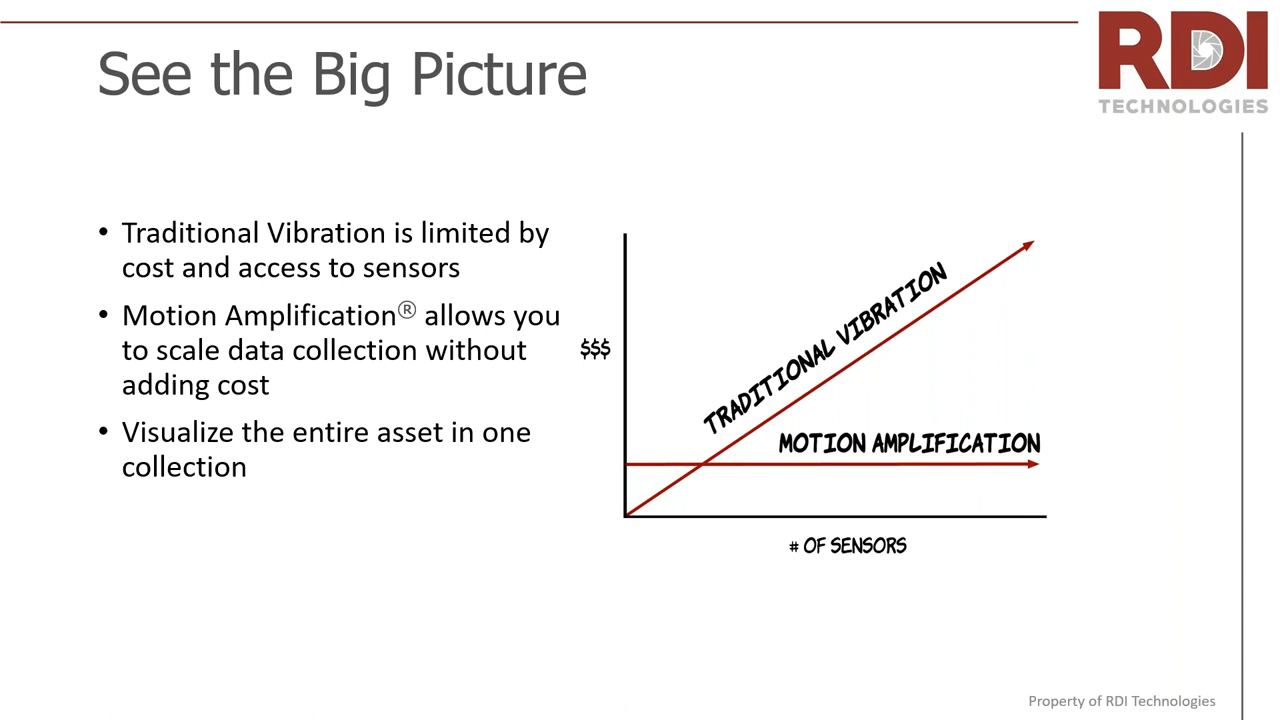 See the Big Picture
RDI
TECHNOLOGIES
• Traditional Vibration is limited by
cost and access to sensors
• Motion Amplification® allows you
to scale data collection without
adding cost
• Visualize the entire asset in one
collection
$$$
TRADITIONAL VIBRATION
MOTION AMPLIFICATION
# OF SENSORS
Property of RDI Technologies